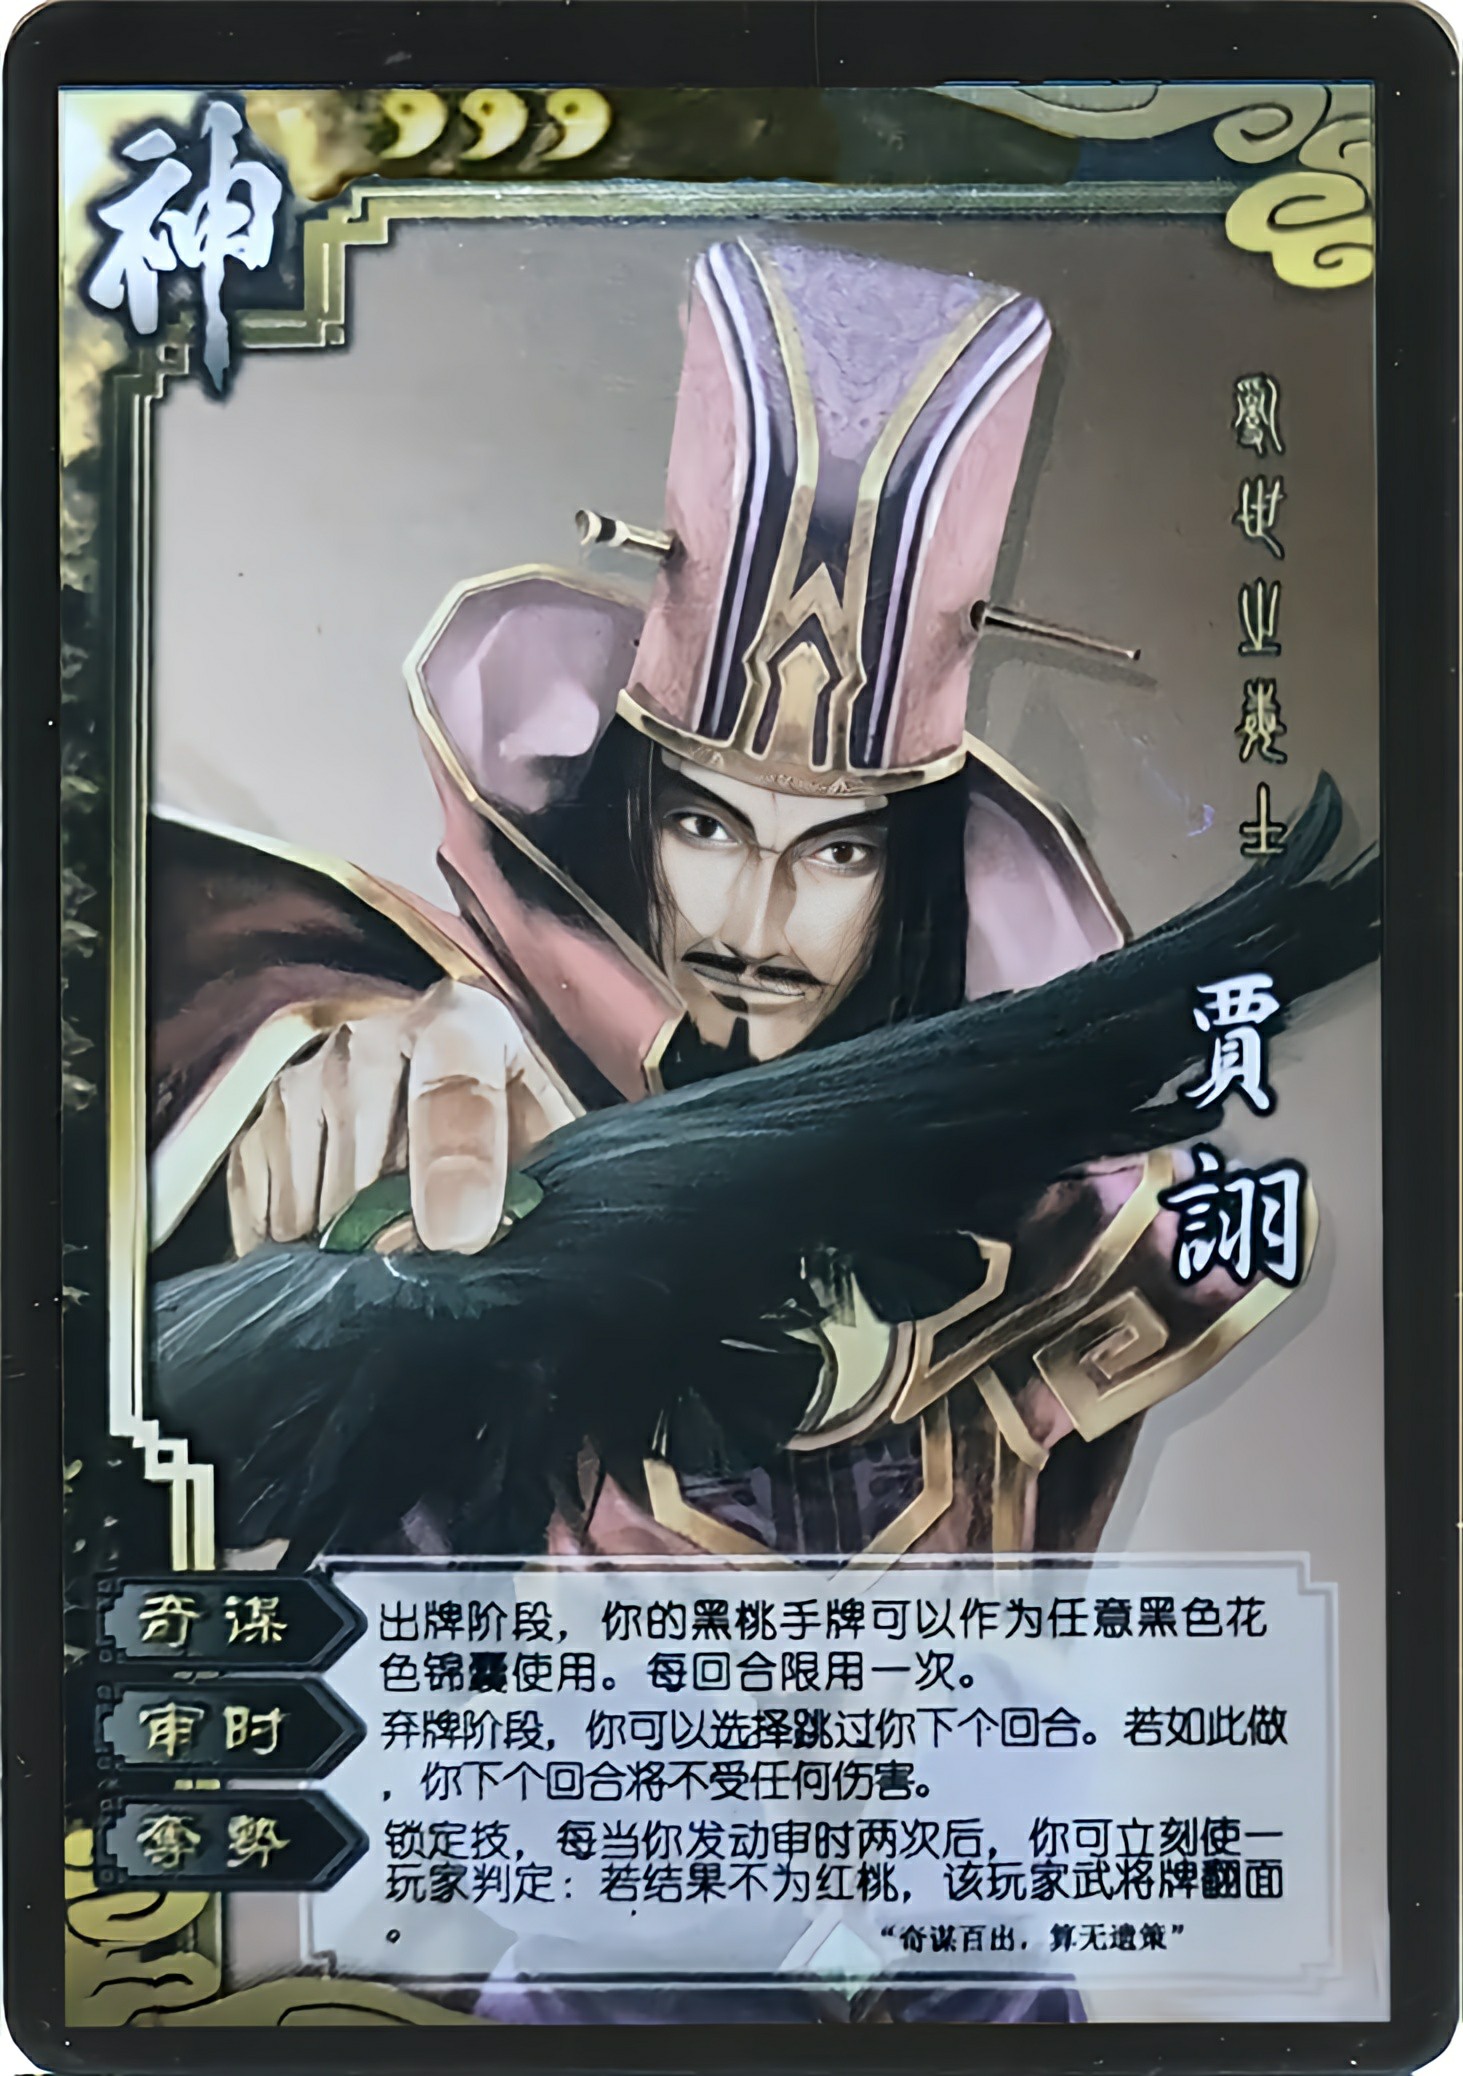 神
亂世之義士
賈詡
奇谋
出牌阶段，你的黑桃手牌可以作为任意黑色花
色锦囊使用。每回合限用一次。
审时
弃牌阶段，你可以选择跳过你下个回合。若如此做
，你下个回合将不受任何伤害。
夺势
锁定技，每当你发动审时两次后，你可立刻使一
玩家判定：若结果不为红桃，该玩家武将牌翻面
。
“奇谋百出，算无遗策”